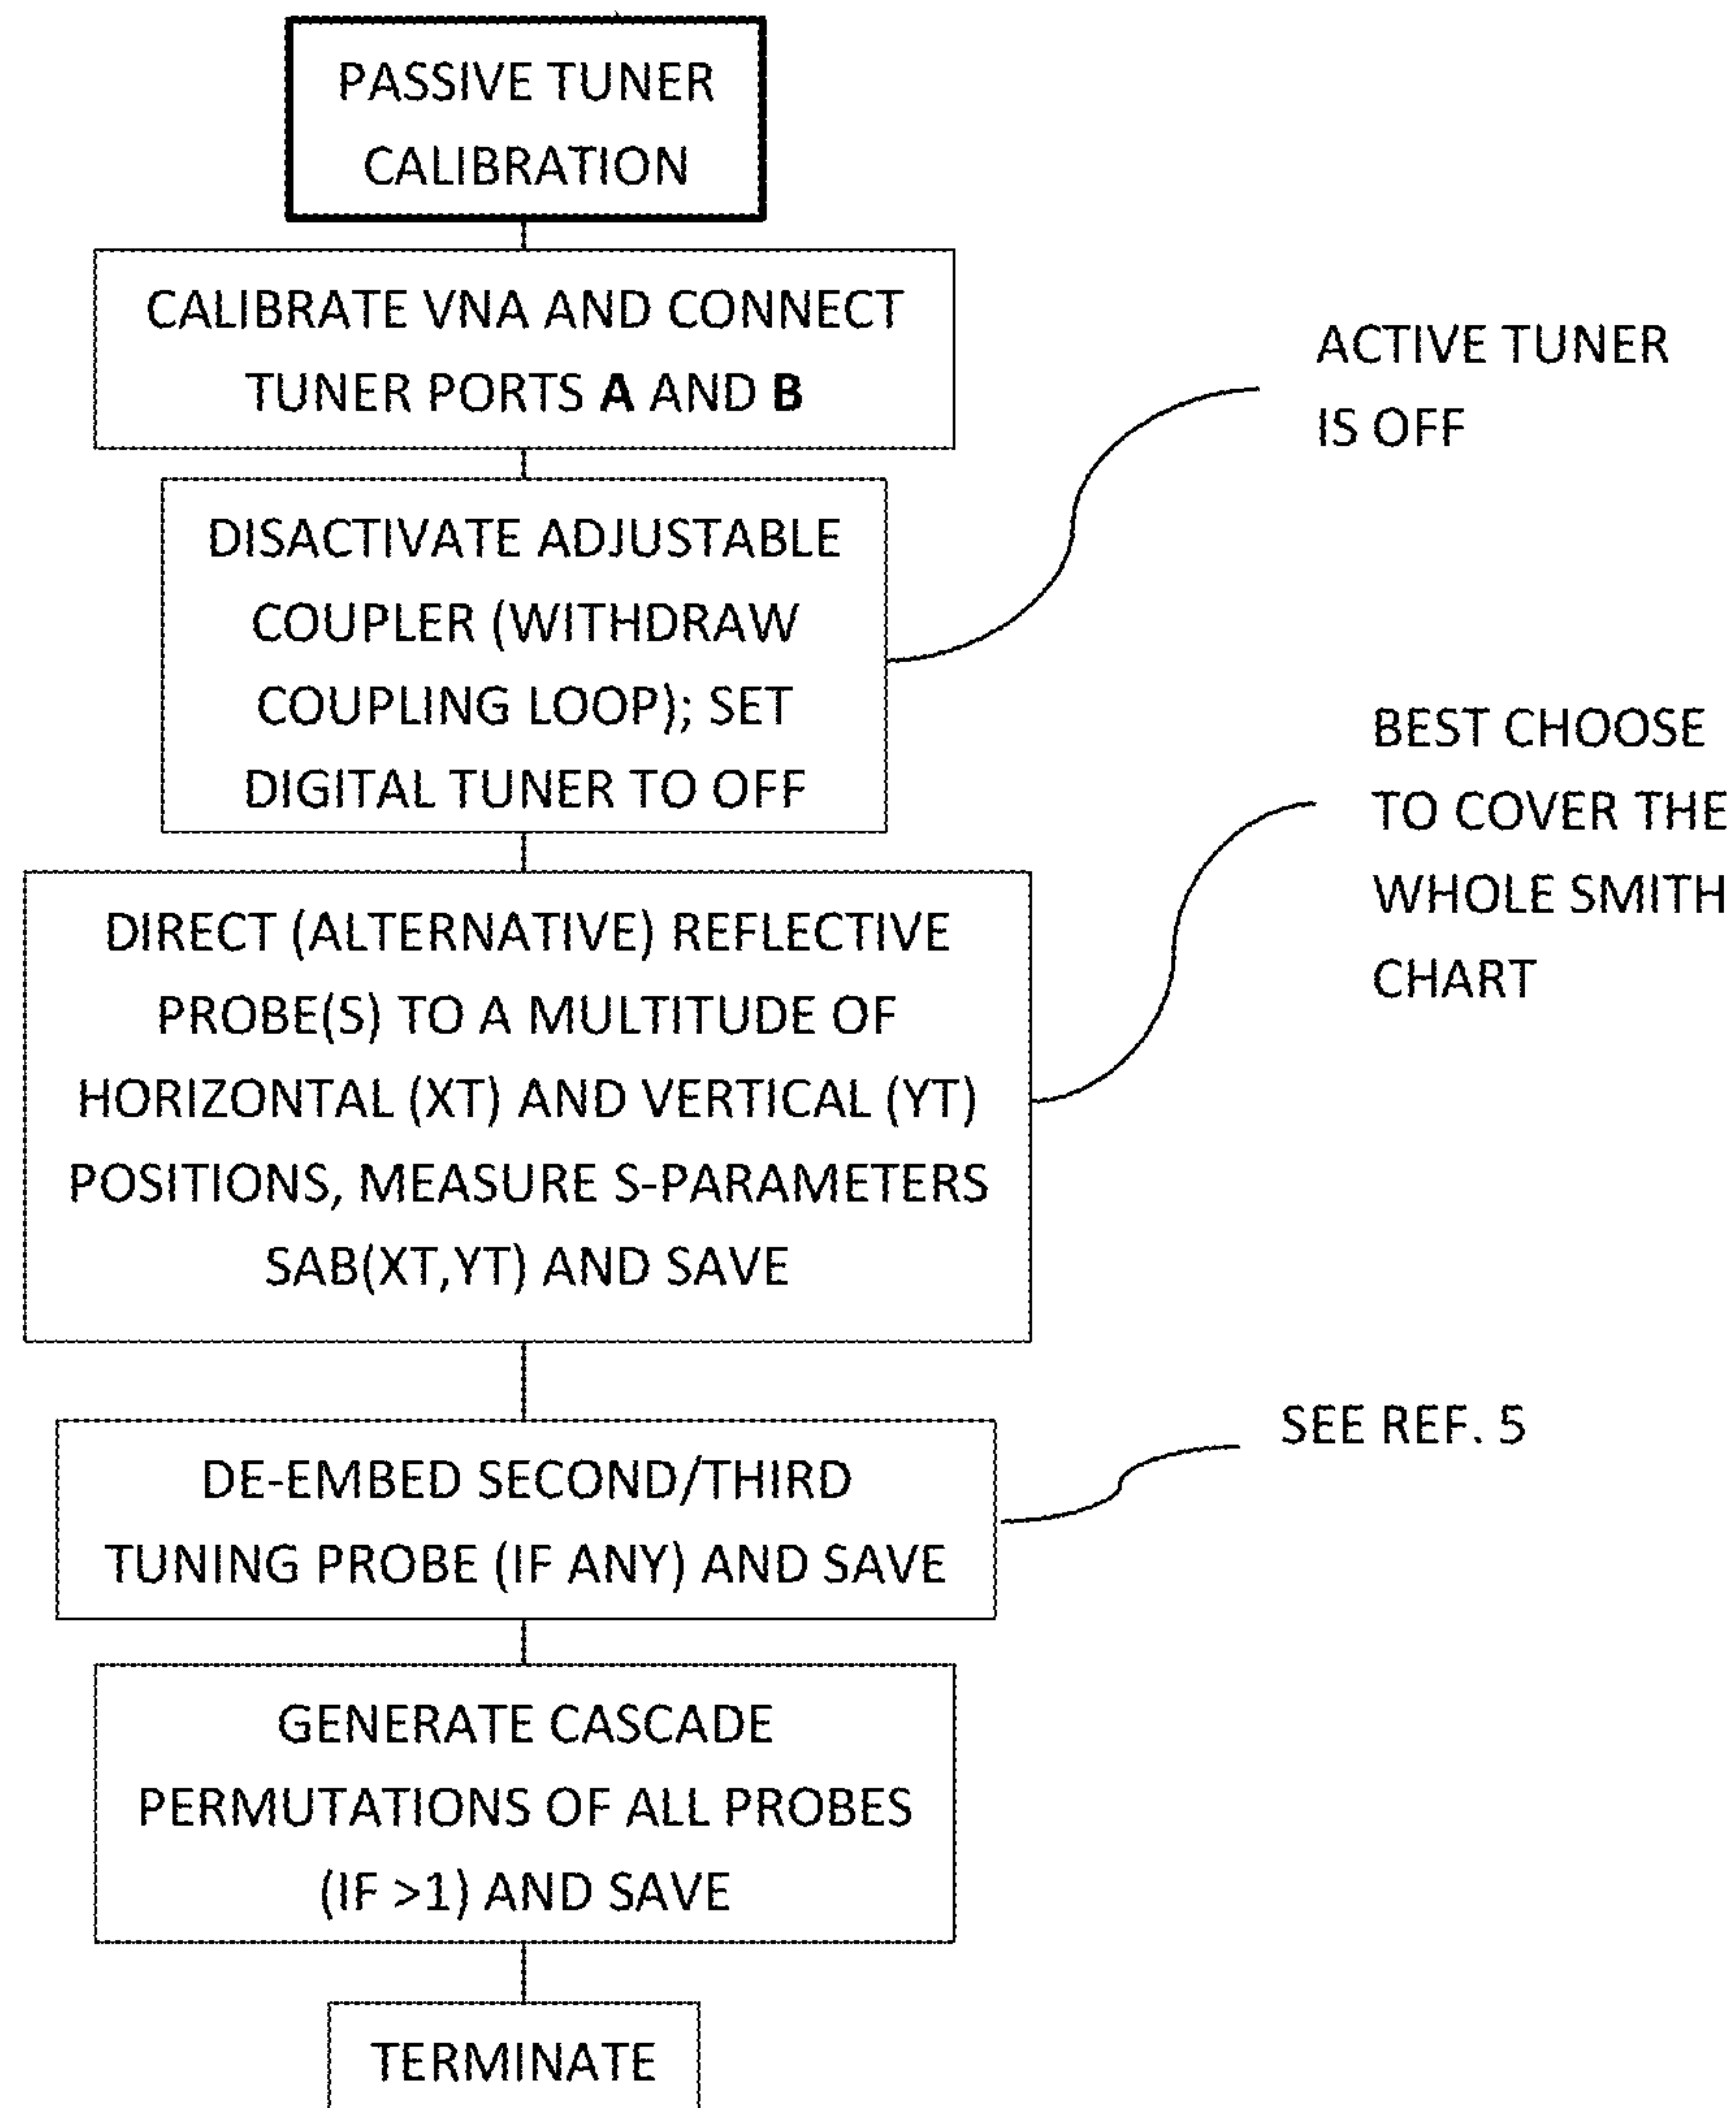 PASSIVE TUNER
CALIBRATION
CALIBRATE VNA AND CONNECT
TUNER PORTS A AND B
ACTIVE TUNER
IS OFF
DISACTIVATE ADJUSTABLE
COUPLER (WITHDRAW
COUPLING LOOP); SET
DIGITAL TUNER TO OFF
BEST CHOOSE
TO COVER THE
WHOLE SMITH
CHART
DIRECT (ALTERNATIVE) REFLECTIVE
PROBE(S) TO A MULTITUDE OF
HORIZONTAL (XT) AND VERTICAL (YT)
POSITIONS, MEASURE S-PARAMETERS
SAB(XT,YT) AND SAVE
SEE REF. 5
DE-EMBED SECOND/THIRD
TUNING PROBE (IF ANY) AND SAVE
GENERATE CASCADE
PERMUTATIONS OF ALL PROBES
(IF >1) AND SAVE
TERMINATE